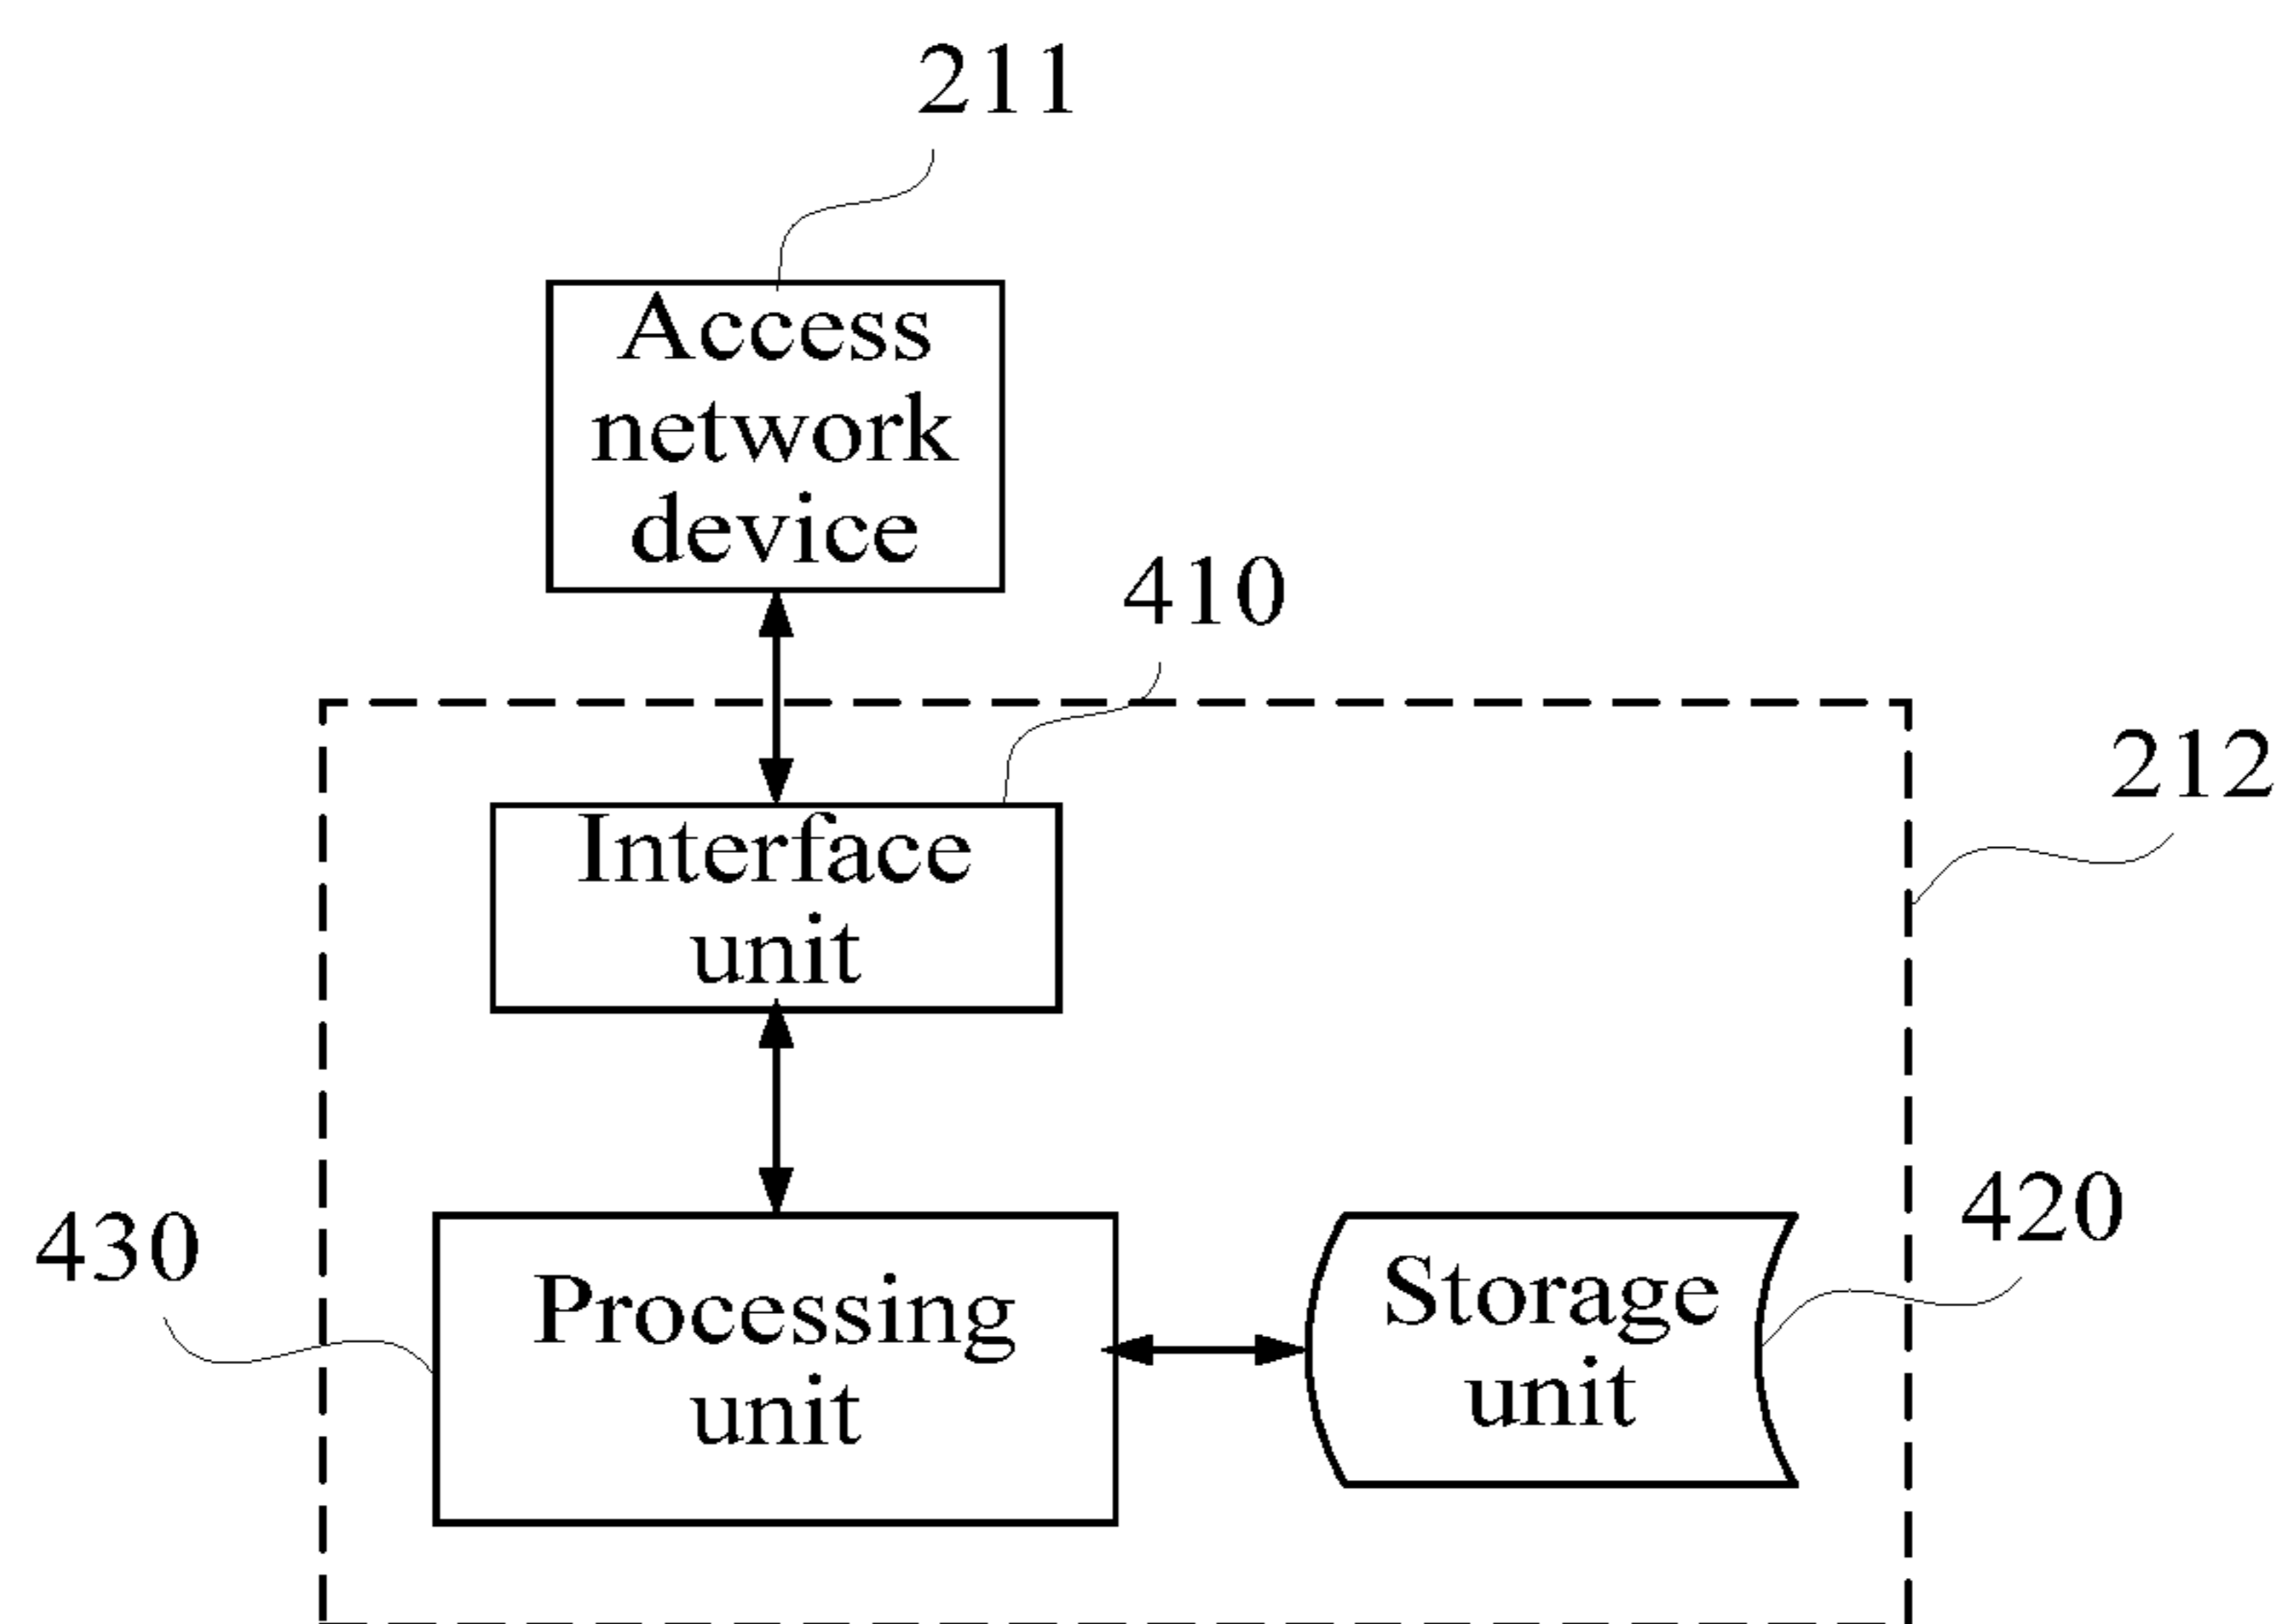 211
Access
network
device
410
212
Interface
unit
430
Processing
unit
420
Storage
unit